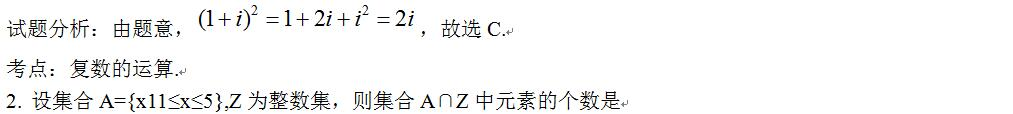 试题分析：由题意，(1+i)²=1+2i+i²=2i，故选 C.
考点：复数的运算.
2. 设集合 A={x11≤x≤5},Z 为整数集，则集合 A∩Z 中元素的个数是